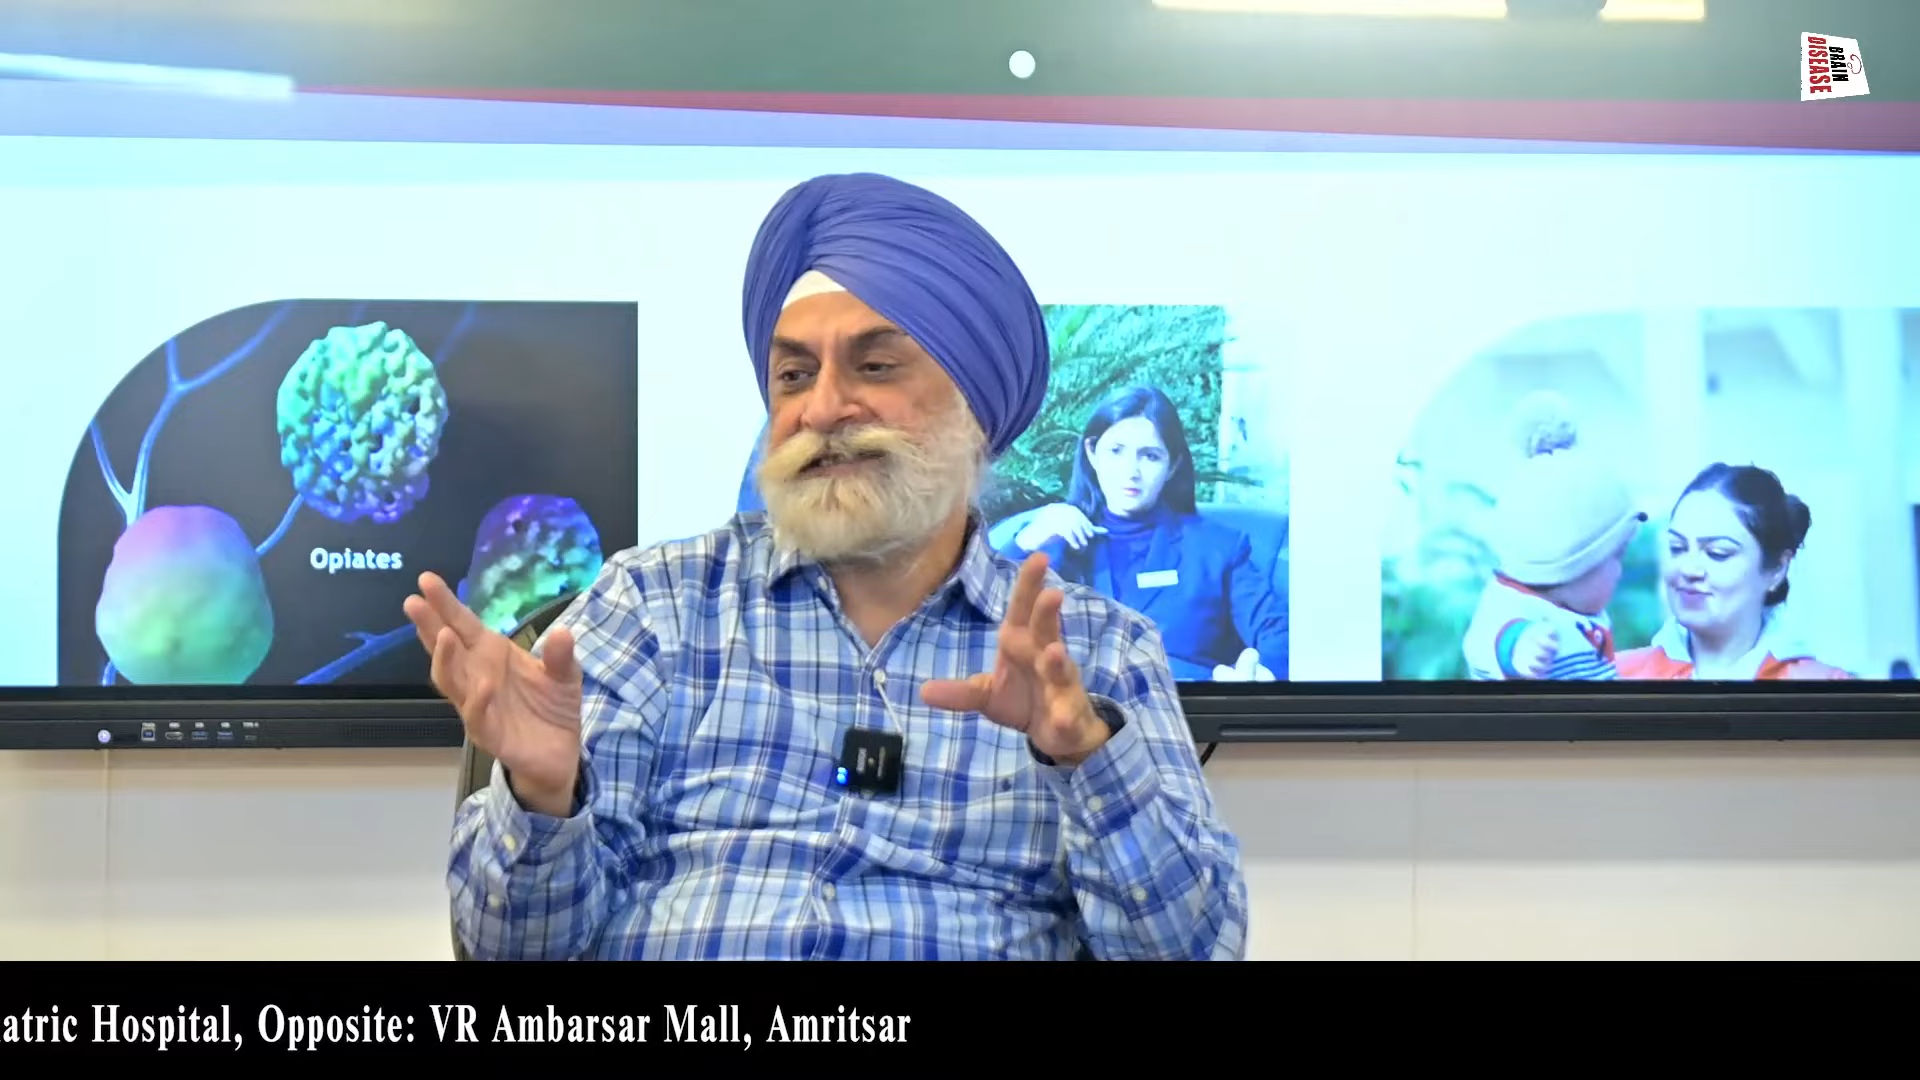 BRAIN
DISEASE
Opiates
atric Hospital, Opposite: VR Ambarsar Mall, Amritsar